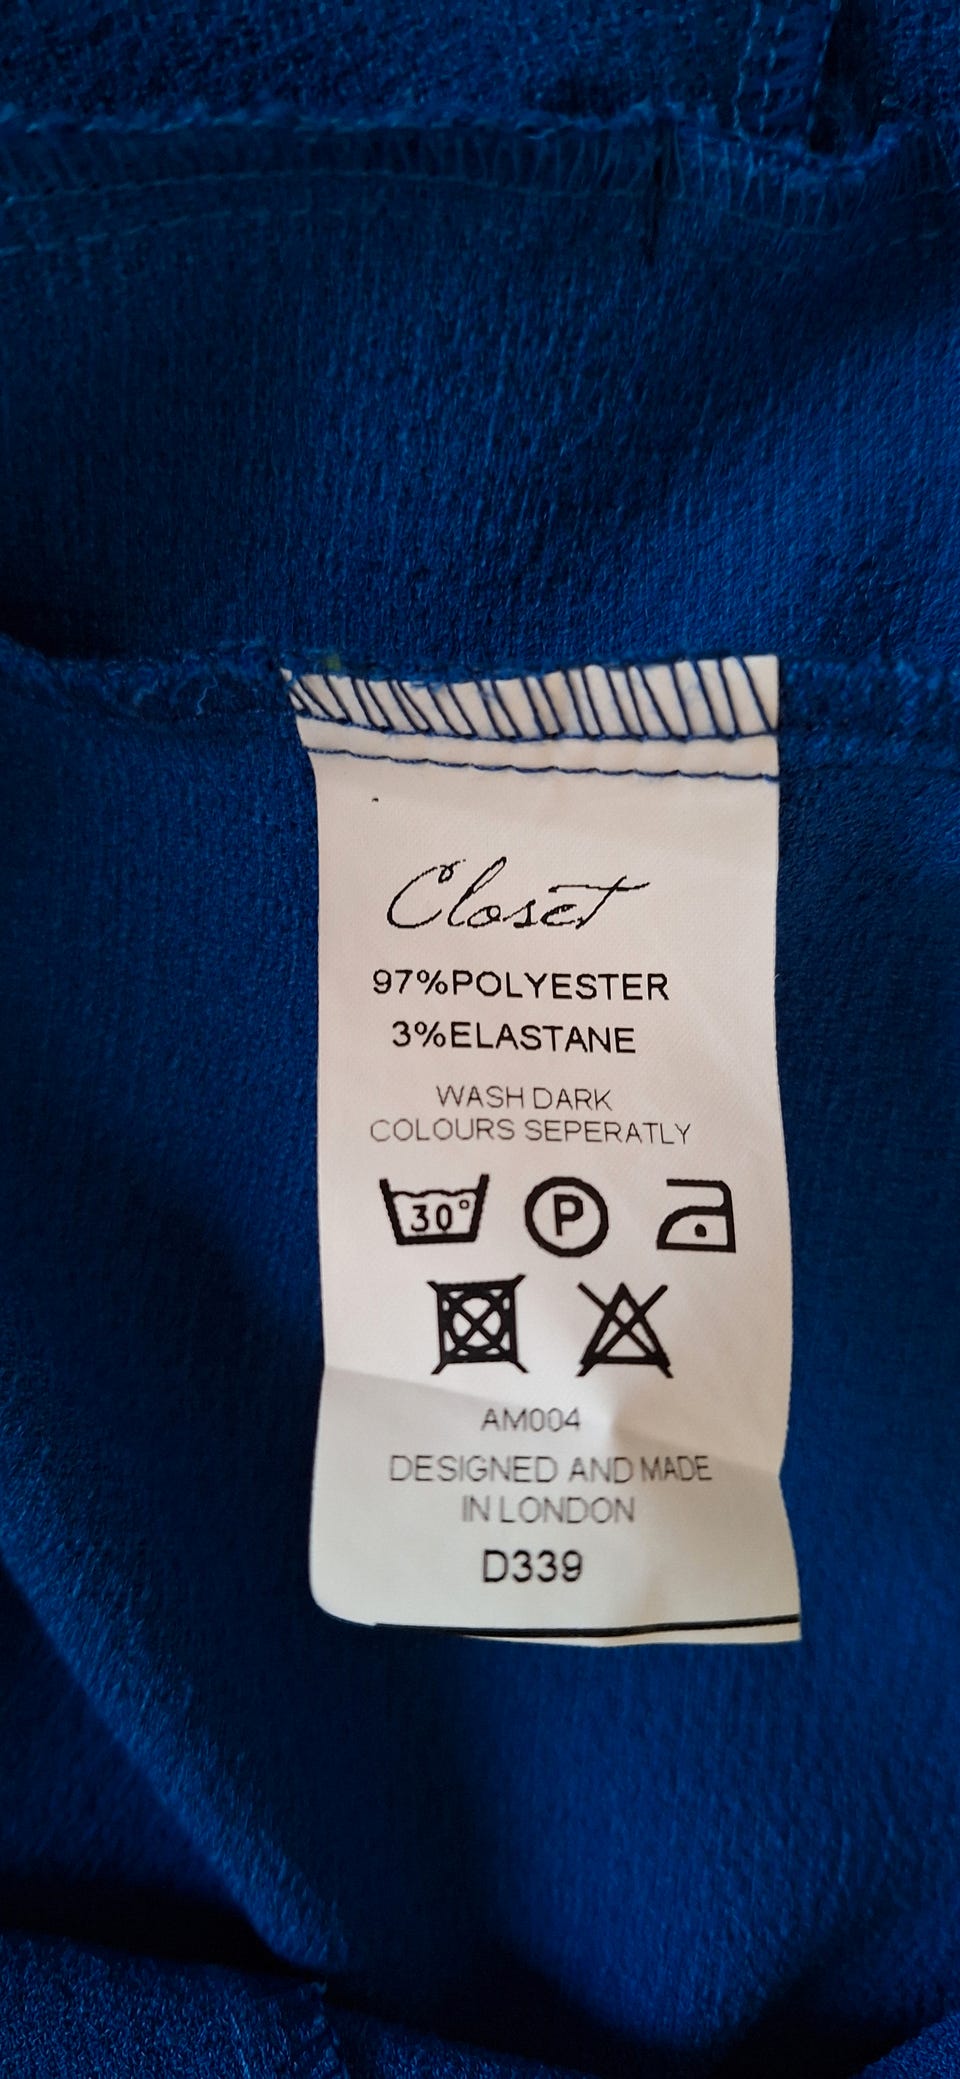 Closet
97%POLYESTER
3%ELASTANE
WASH DARK
COLOURS SEPERATLY
30° P
AM004
DESIGNED AND MADE
IN LONDON
D339